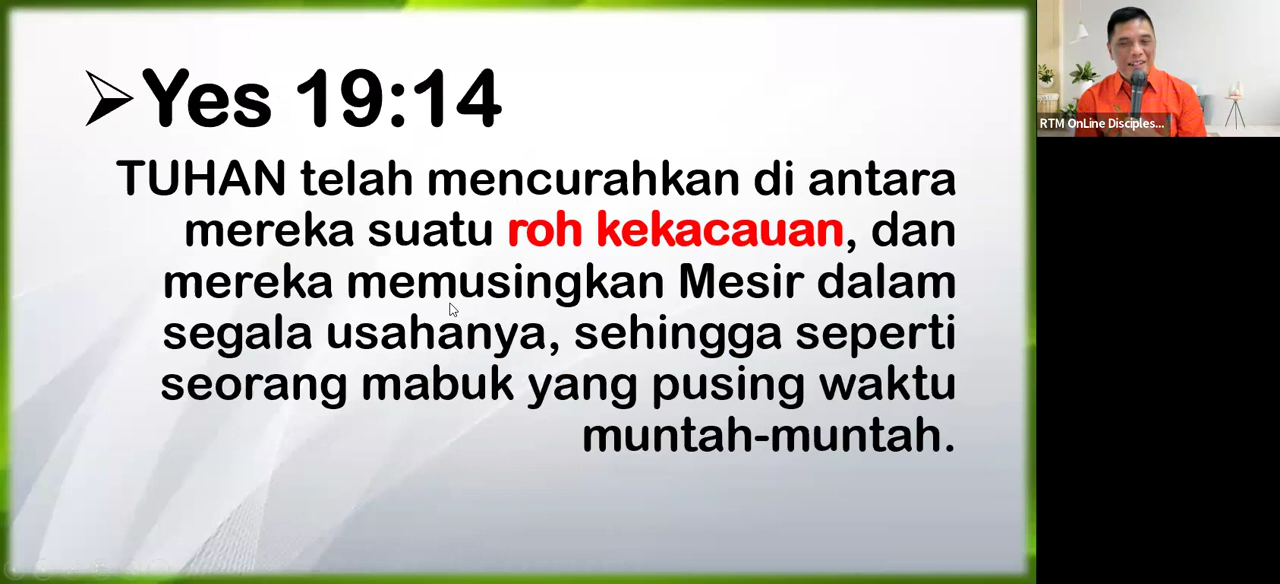 Yes 19:14
TUHAN telah mencurahkan di antara
mereka suatu roh kekacauan, dan
mereka memusingkan Mesir dalam
segala usahanya, sehingga seperti
seorang mabuk yang pusing waktu
muntah-muntah.
RTM OnLine Disciples...